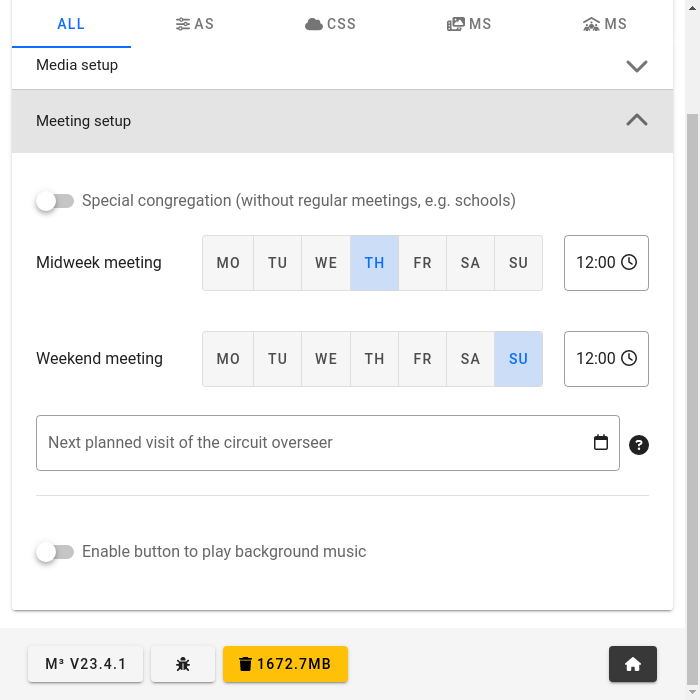 ALL AS CSS MS MS
Media setup
Meeting setup
Special congregation (without regular meetings, e.g. schools)
Midweek meeting MO TU WE TH FR SA SU 12:00
Weekend meeting MO TU WE TH FR SA SU 12:00
Next planned visit of the circuit overseer ?
Enable button to play background music
M³ V23.4.1 1672.7MB